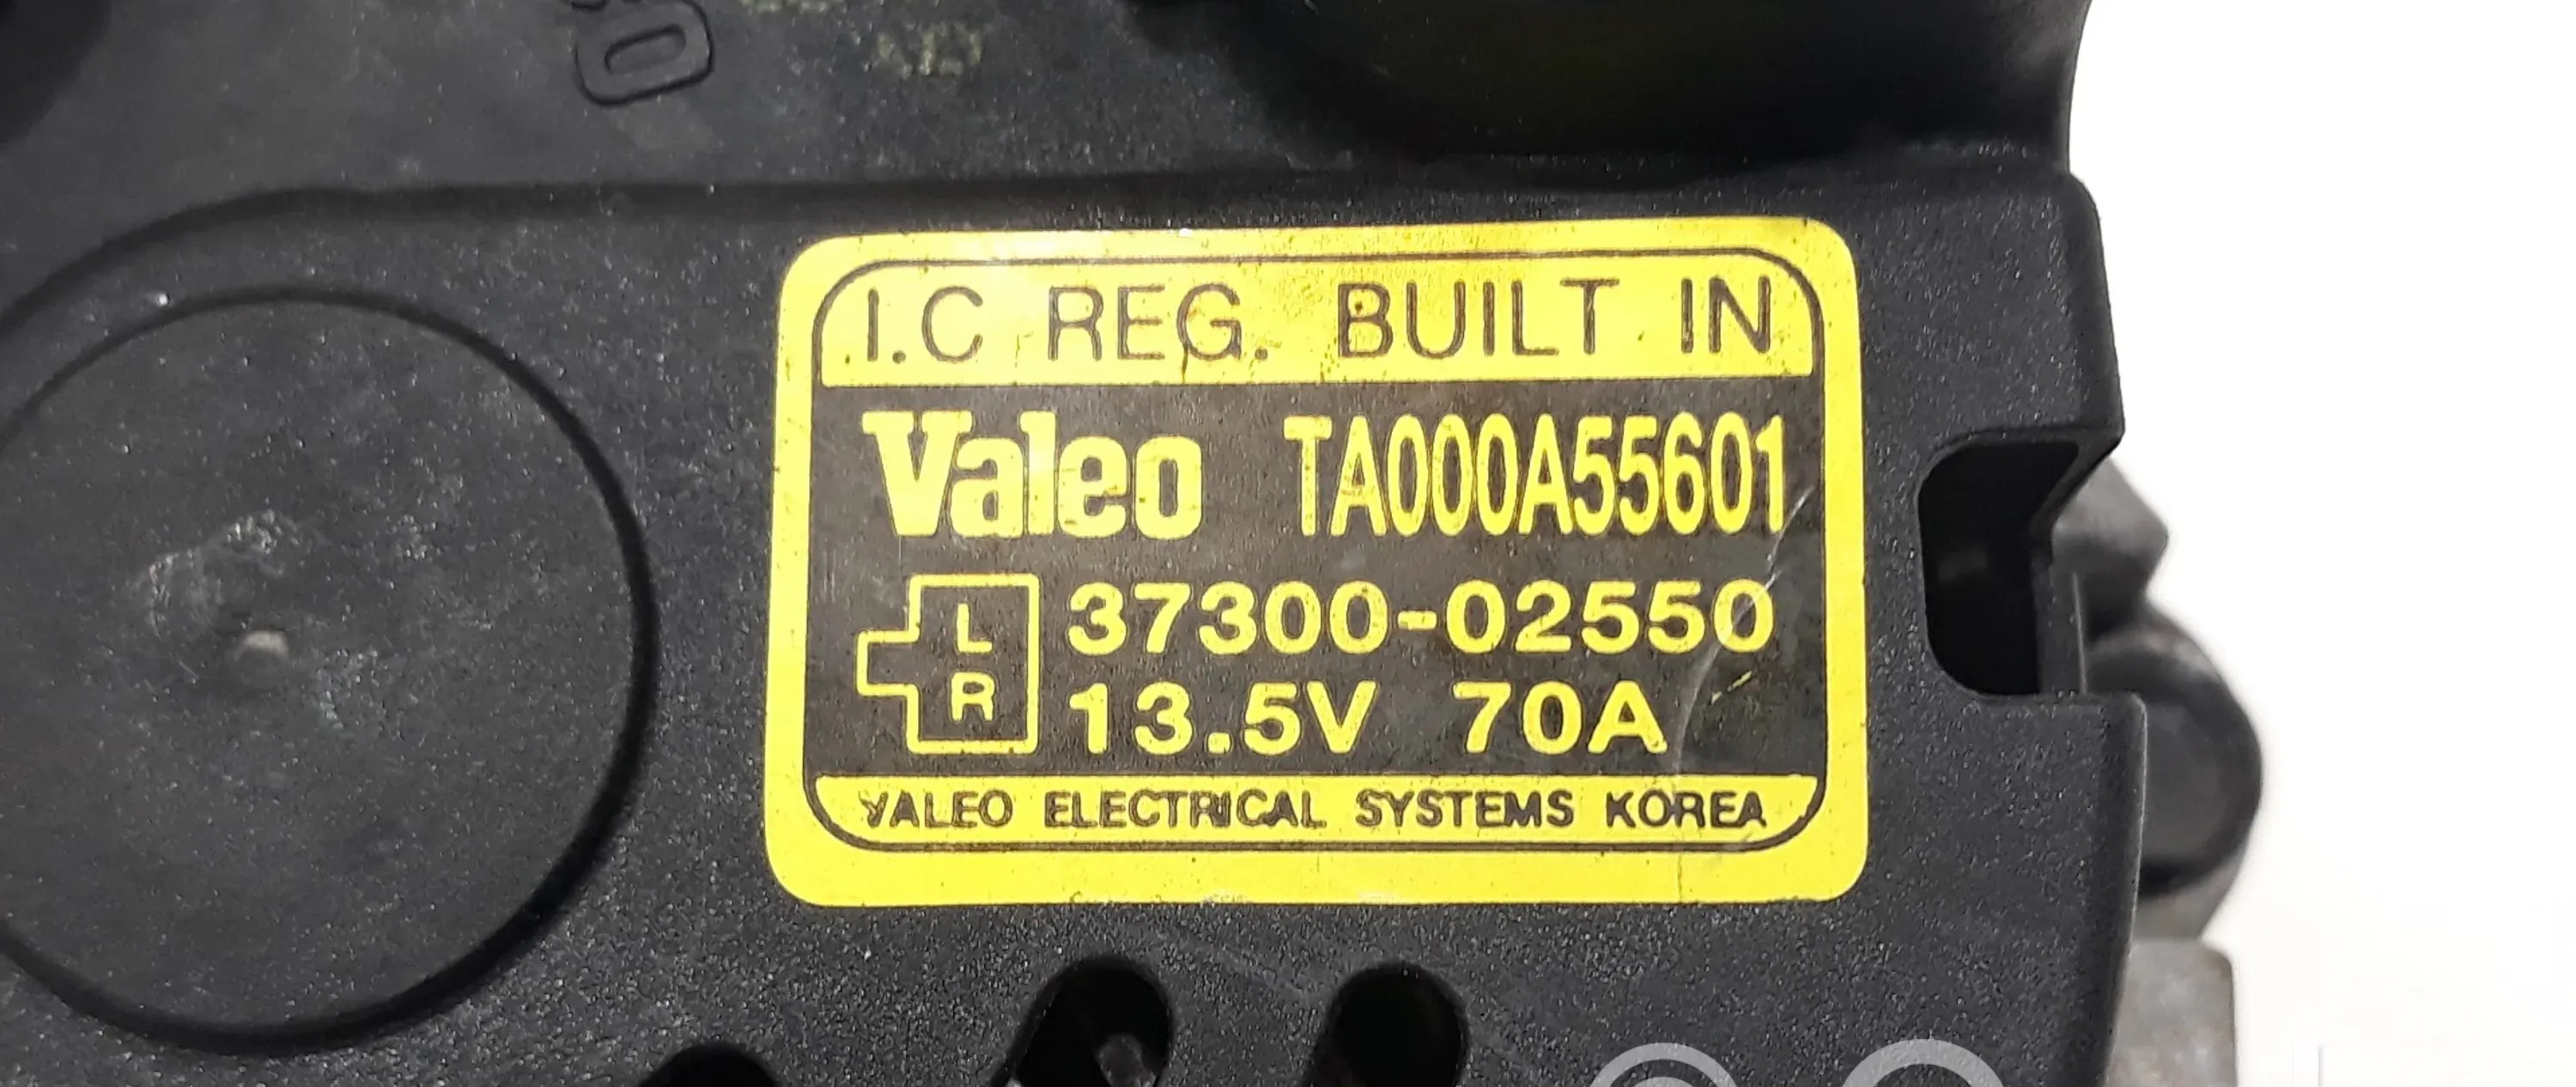 I.C REG. BUILT IN
Valeo TA000A55601
L 37300-02550
R 13.5V 70A
VALEO ELECTRICAL SYSTEMS KOREA